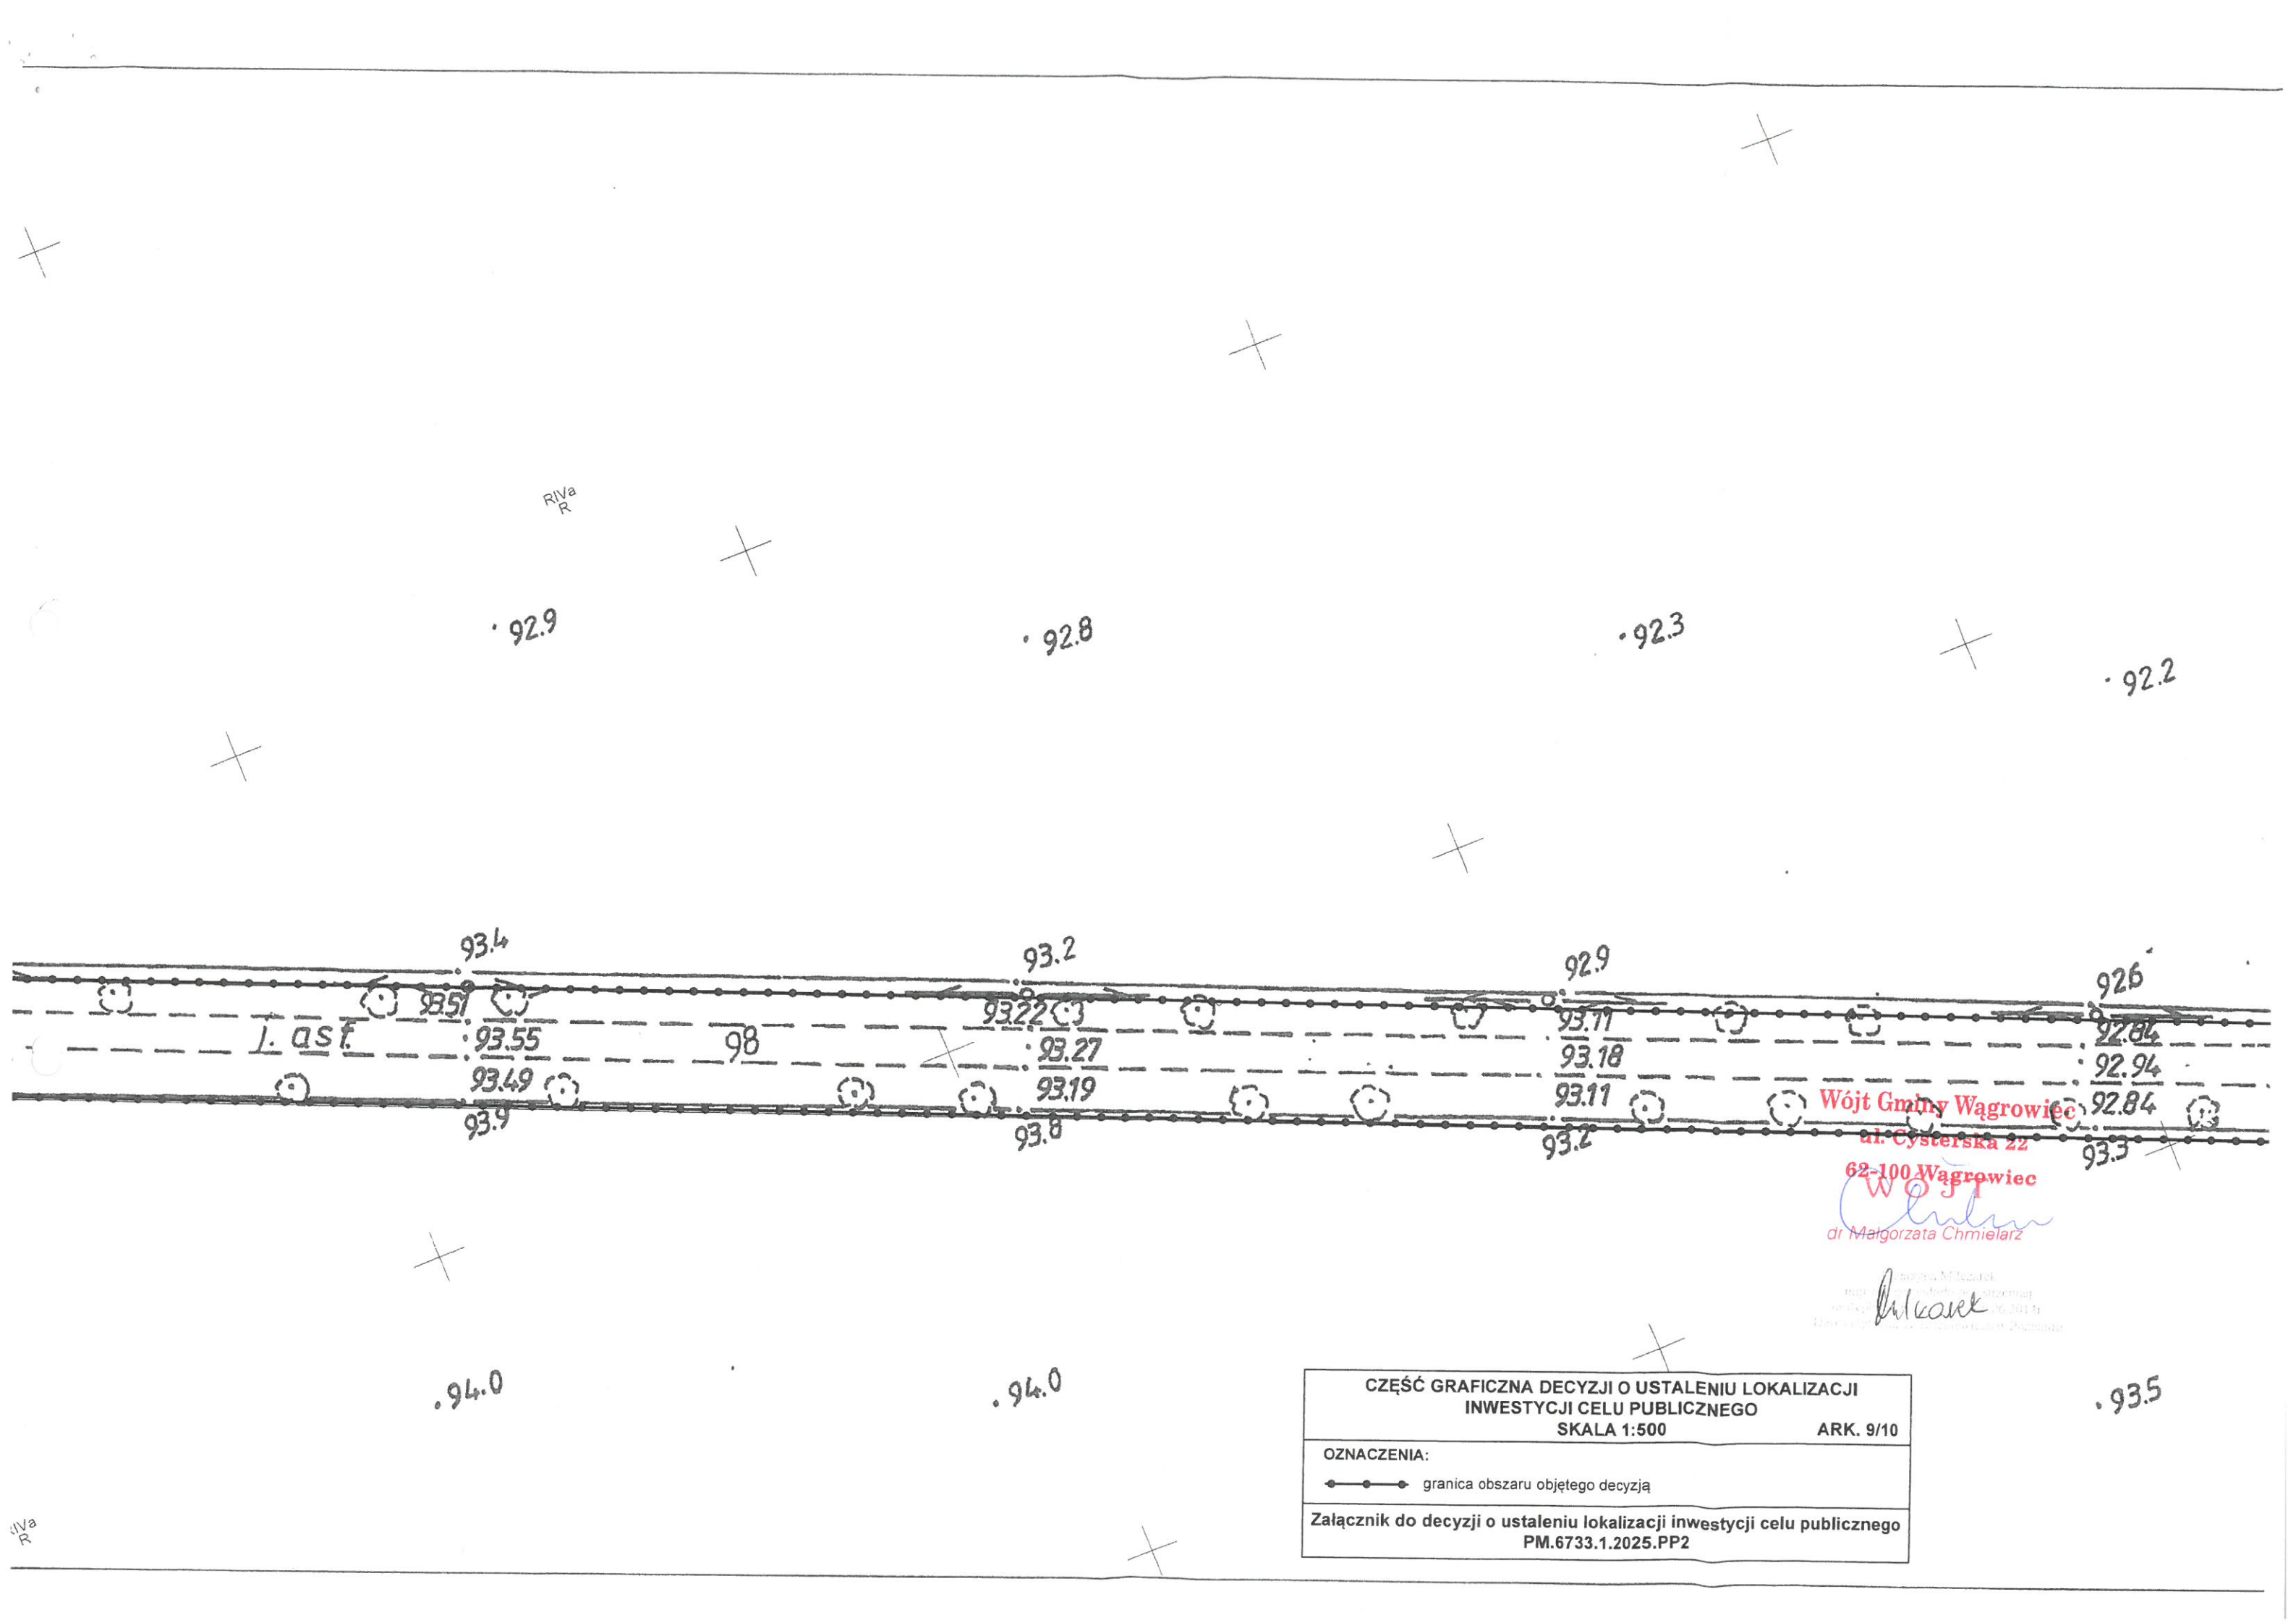 RIVa
R
92.9
92.8
92.3
92.2
93.4
93.2
92.9
92.6
93.51
93.22
93.11
92.84
j. asf.
93.55
98
93.27
93.18
92.94
93.49
93.19
93.11
92.84
93.9
93.8
93.2
93.3
Wójt Gminy Wągrowiec
ul. Cysterska 22
62-100 Wągrowiec
WÓJT
dr Małgorzata Chmielarz
94.0
94.0
93.5
CZĘŚĆ GRAFICZNA DECYZJI O USTALENIU LOKALIZACJI
INWESTYCJI CELU PUBLICZNEGO
SKALA 1:500 ARK. 9/10
OZNACZENIA:
granica obszaru objętego decyzją
Załącznik do decyzji o ustaleniu lokalizacji inwestycji celu publicznego
PM.6733.1.2025.PP2
IVa
R